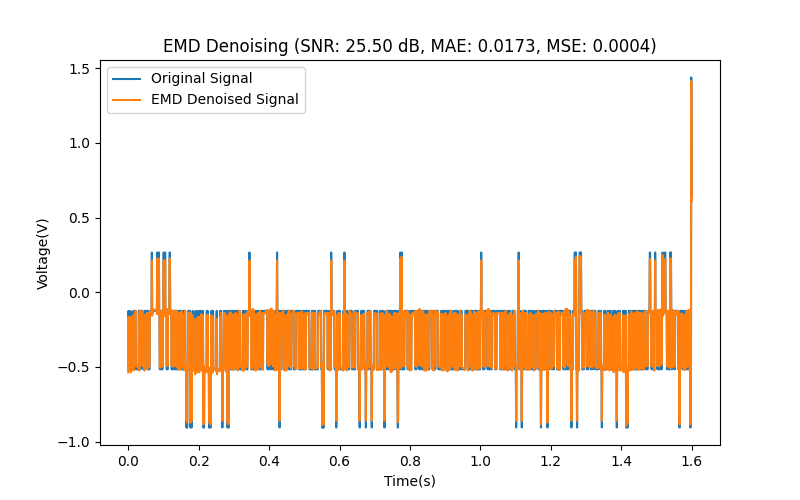 EMD Denoising (SNR: 25.50 dB, MAE: 0.0173, MSE: 0.0004)
Original Signal
EMD Denoised Signal
1.5
1.0
0.5
0.0
−0.5
−1.0
Voltage(V)
0.0 0.2 0.4 0.6 0.8 1.0 1.2 1.4 1.6
Time(s)